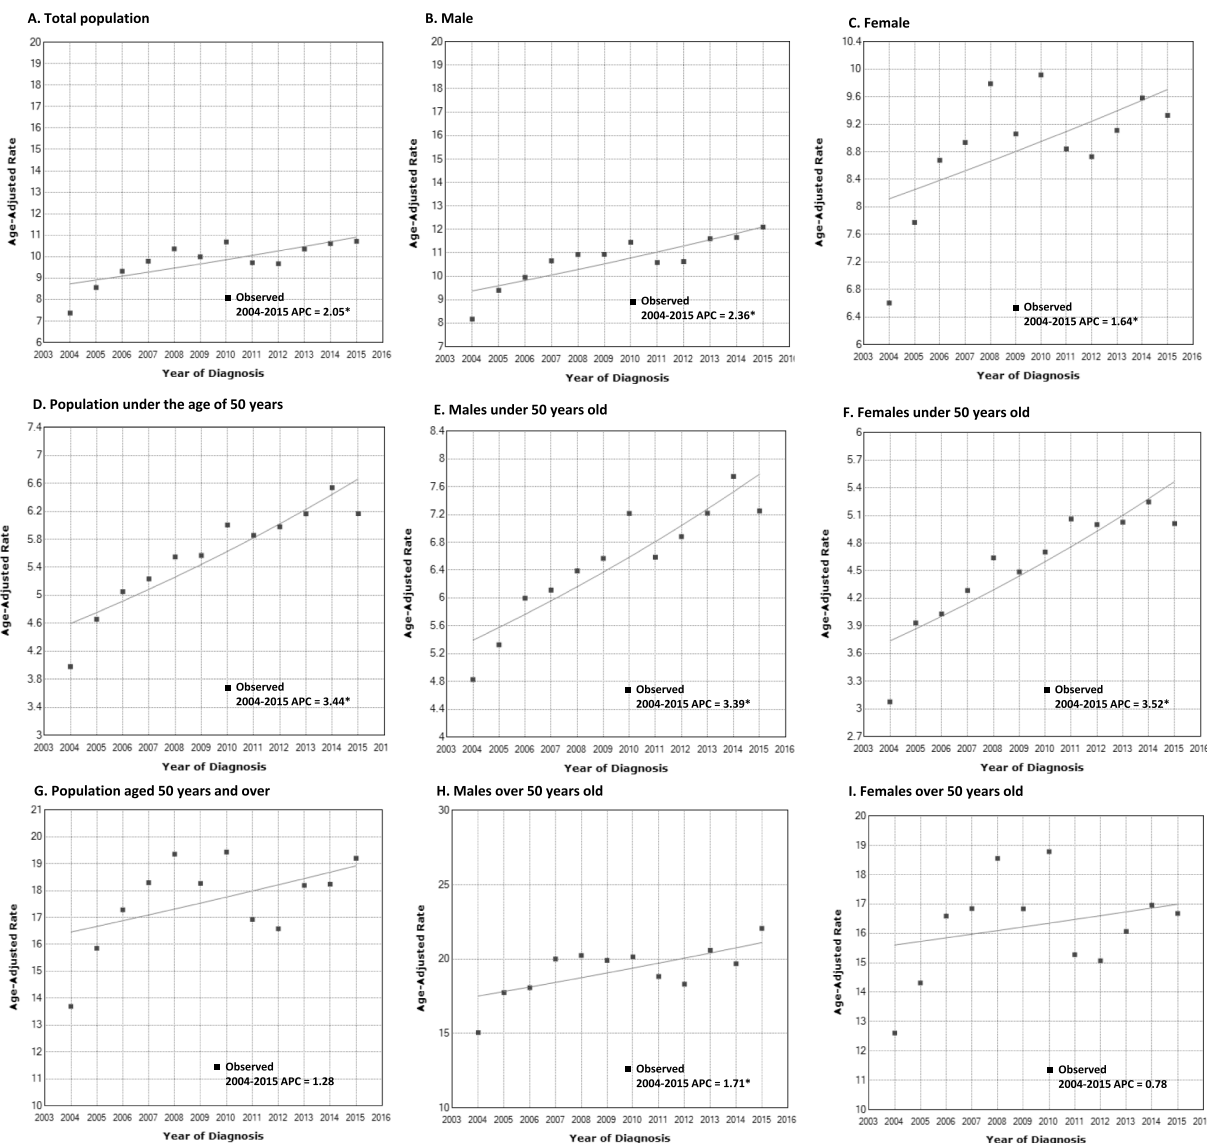 A. Total population
20
19
18
17
16
15
14
13
12
11
10
9
8
7
6
2003 2004 2005 2006 2007 2008 2009 2010 2011 2012 2013 2014 2015 2016
Age-Adjusted Rate
Year of Diagnosis
Observed
2004-2015 APC = 2.05*
B. Male
20
19
18
17
16
15
14
13
12
11
10
9
8
7
2003 2004 2005 2006 2007 2008 2009 2010 2011 2012 2013 2014 2015 201
Age-Adjusted Rate
Year of Diagnosis
Observed
2004-2015 APC = 2.36*
C. Female
10.4
10
9.6
9.2
8.8
8.4
8
7.6
7.2
6.8
6.4
6
2003 2004 2005 2006 2007 2008 2009 2010 2011 2012 2013 2014 2015 2016
Age-Adjusted Rate
Year of Diagnosis
Observed
2004-2015 APC = 1.64*
D. Population under the age of 50 years
7.4
7
6.6
6.2
5.8
5.4
5
4.6
4.2
3.8
3.4
3
2003 2004 2005 2006 2007 2008 2009 2010 2011 2012 2013 2014 2015 201
Age-Adjusted Rate
Year of Diagnosis
Observed
2004-2015 APC = 3.44*
E. Males under 50 years old
8.4
8
7.6
7.2
6.8
6.4
6
5.6
5.2
4.8
4.4
4
2003 2004 2005 2006 2007 2008 2009 2010 2011 2012 2013 2014 2015 2016
Age-Adjusted Rate
Year of Diagnosis
Observed
2004-2015 APC = 3.39*
F. Females under 50 years old
6
5.7
5.4
5.1
4.8
4.5
4.2
3.9
3.6
3.3
3
2.7
2003 2004 2005 2006 2007 2008 2009 2010 2011 2012 2013 2014 2015 2016
Age-Adjusted Rate
Year of Diagnosis
Observed
2004-2015 APC = 3.52*
G. Population aged 50 years and over
21
20
19
18
17
16
15
14
13
12
11
10
2003 2004 2005 2006 2007 2008 2009 2010 2011 2012 2013 2014 2015 2016
Age-Adjusted Rate
Year of Diagnosis
Observed
2004-2015 APC = 1.28
H. Males over 50 years old
30
25
20
15
10
2003 2004 2005 2006 2007 2008 2009 2010 2011 2012 2013 2014 2015 2016
Age-Adjusted Rate
Year of Diagnosis
Observed
2004-2015 APC = 1.71*
I. Females over 50 years old
20
19
18
17
16
15
14
13
12
11
10
2003 2004 2005 2006 2007 2008 2009 2010 2011 2012 2013 2014 2015 201
Age-Adjusted Rate
Year of Diagnosis
Observed
2004-2015 APC = 0.78